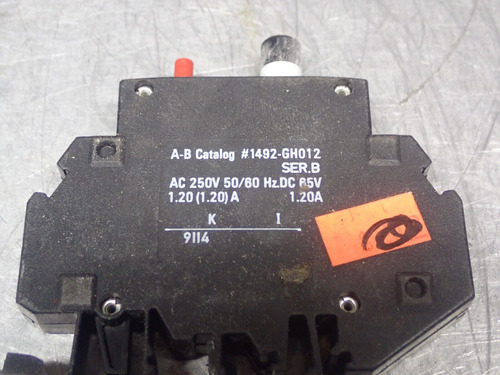 A-B Catalog #1492-GH012
SER.B
AC 250V 50/60 Hz.DC 65V
1.20 (1.20) A 1.20A
K I
9114